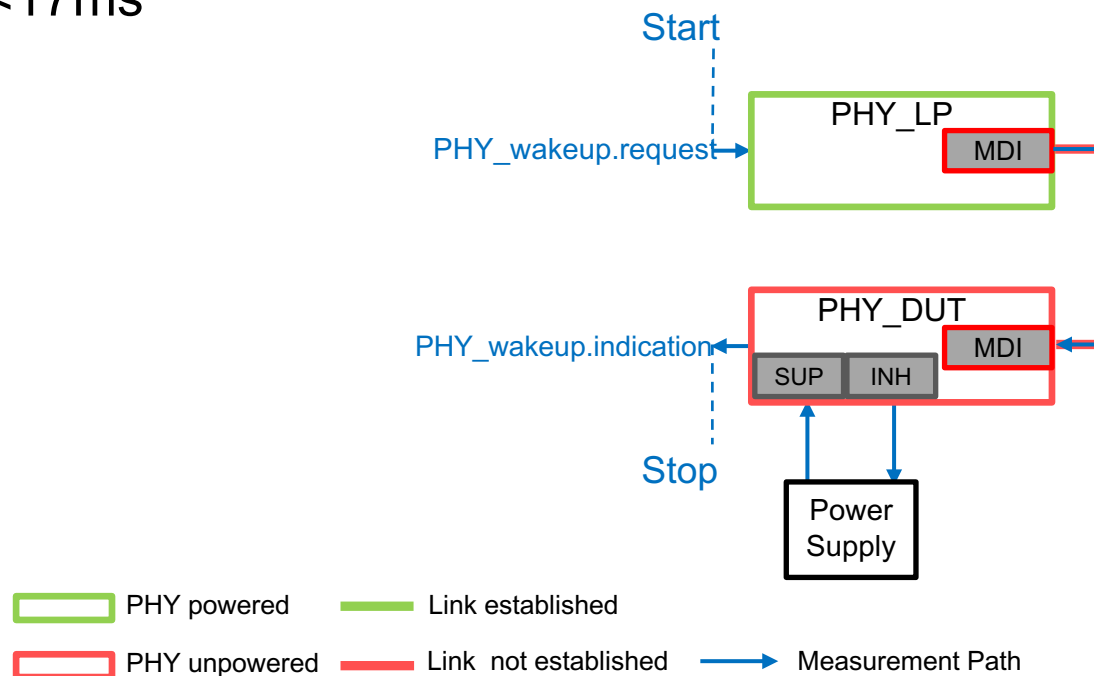 <17ms
Start
PHY_LP
PHY_wakeup.request
MDI
PHY_DUT
PHY_wakeup.indication
MDI
SUP
INH
Stop
Power
Supply
PHY powered
Link established
PHY unpowered
Link not established
Measurement Path